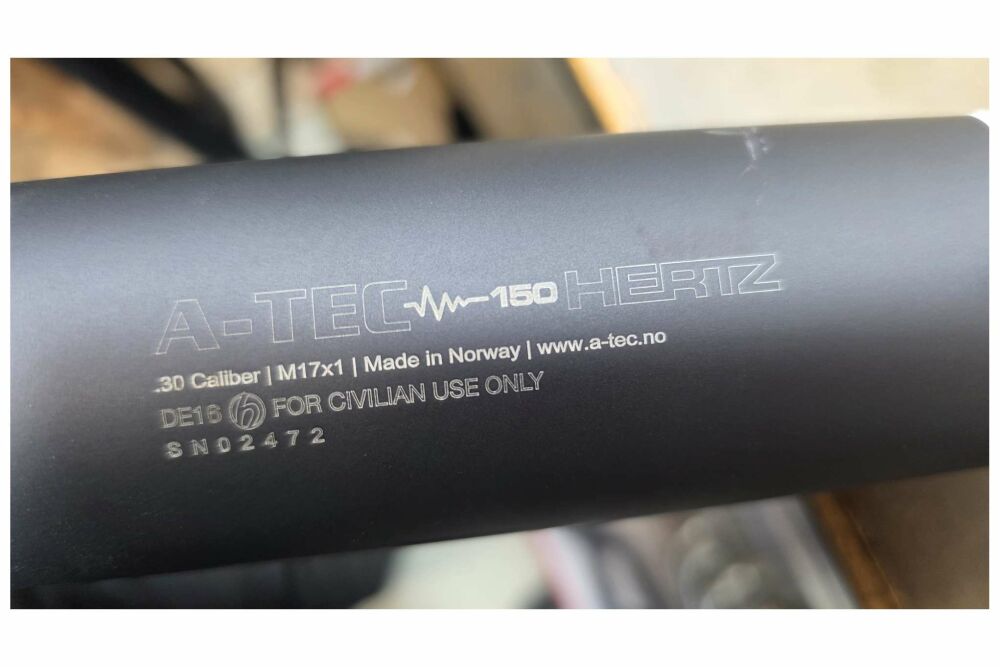 A-TEC 150 HERTZ
.30 Caliber | M17x1 | Made in Norway | www.a-tec.no
DE16 FOR CIVILIAN USE ONLY
SN02472